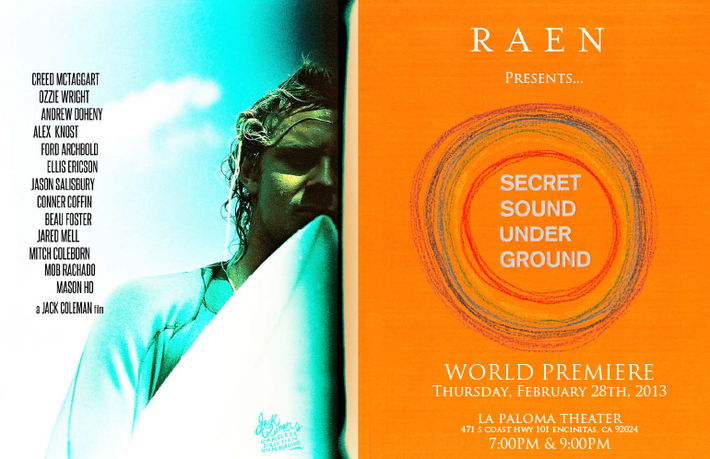 CREED MCTAGGART
OZZIE WRIGHT
ANDREW DOHENY
ALEX KNOST
FORD ARCHBOLD
ELLIS ERICSON
JASON SALISBURY
CONNER COFFIN
BEAU FOSTER
JARED MELL
MITCH COLEBORN
MOB RACHADO
MASON HO
a JACK COLEMAN film
RAEN
PRESENTS...
SECRET
SOUND
UNDER
GROUND
WORLD PREMIERE
THURSDAY, FEBRUARY 28TH, 2013
LA PALOMA THEATER
471 S COAST HWY 101 ENCINITAS, CA 92024
7:00PM & 9:00PM